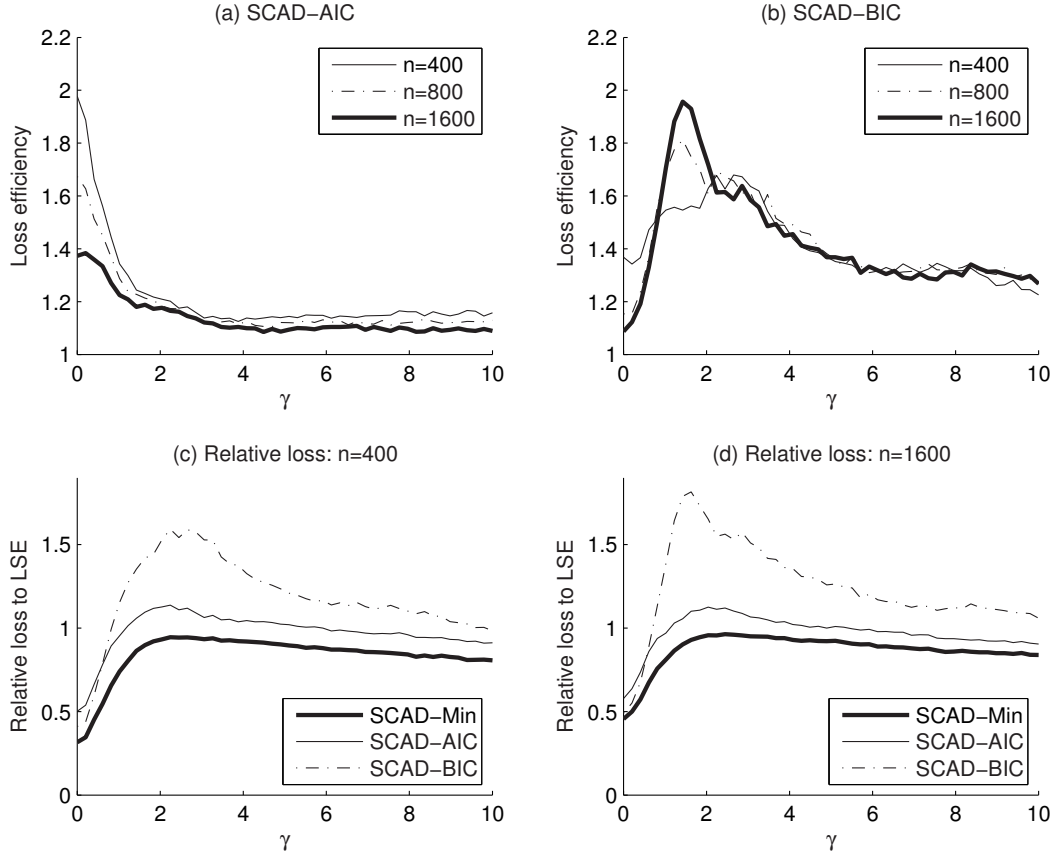 (a) SCAD−AIC
2.2
2
1.8
1.6
1.4
1.2
1
Loss efficiency
n=400
n=800
n=1600
0 2 4 6 8 10
γ
(b) SCAD−BIC
2.2
2
1.8
1.6
1.4
1.2
1
Loss efficiency
n=400
n=800
n=1600
0 2 4 6 8 10
γ
(c) Relative loss: n=400
1.5
1
0.5
0
Relative loss to LSE
SCAD−Min
SCAD−AIC
SCAD−BIC
0 2 4 6 8 10
γ
(d) Relative loss: n=1600
1.5
1
0.5
0
Relative loss to LSE
SCAD−Min
SCAD−AIC
SCAD−BIC
0 2 4 6 8 10
γ